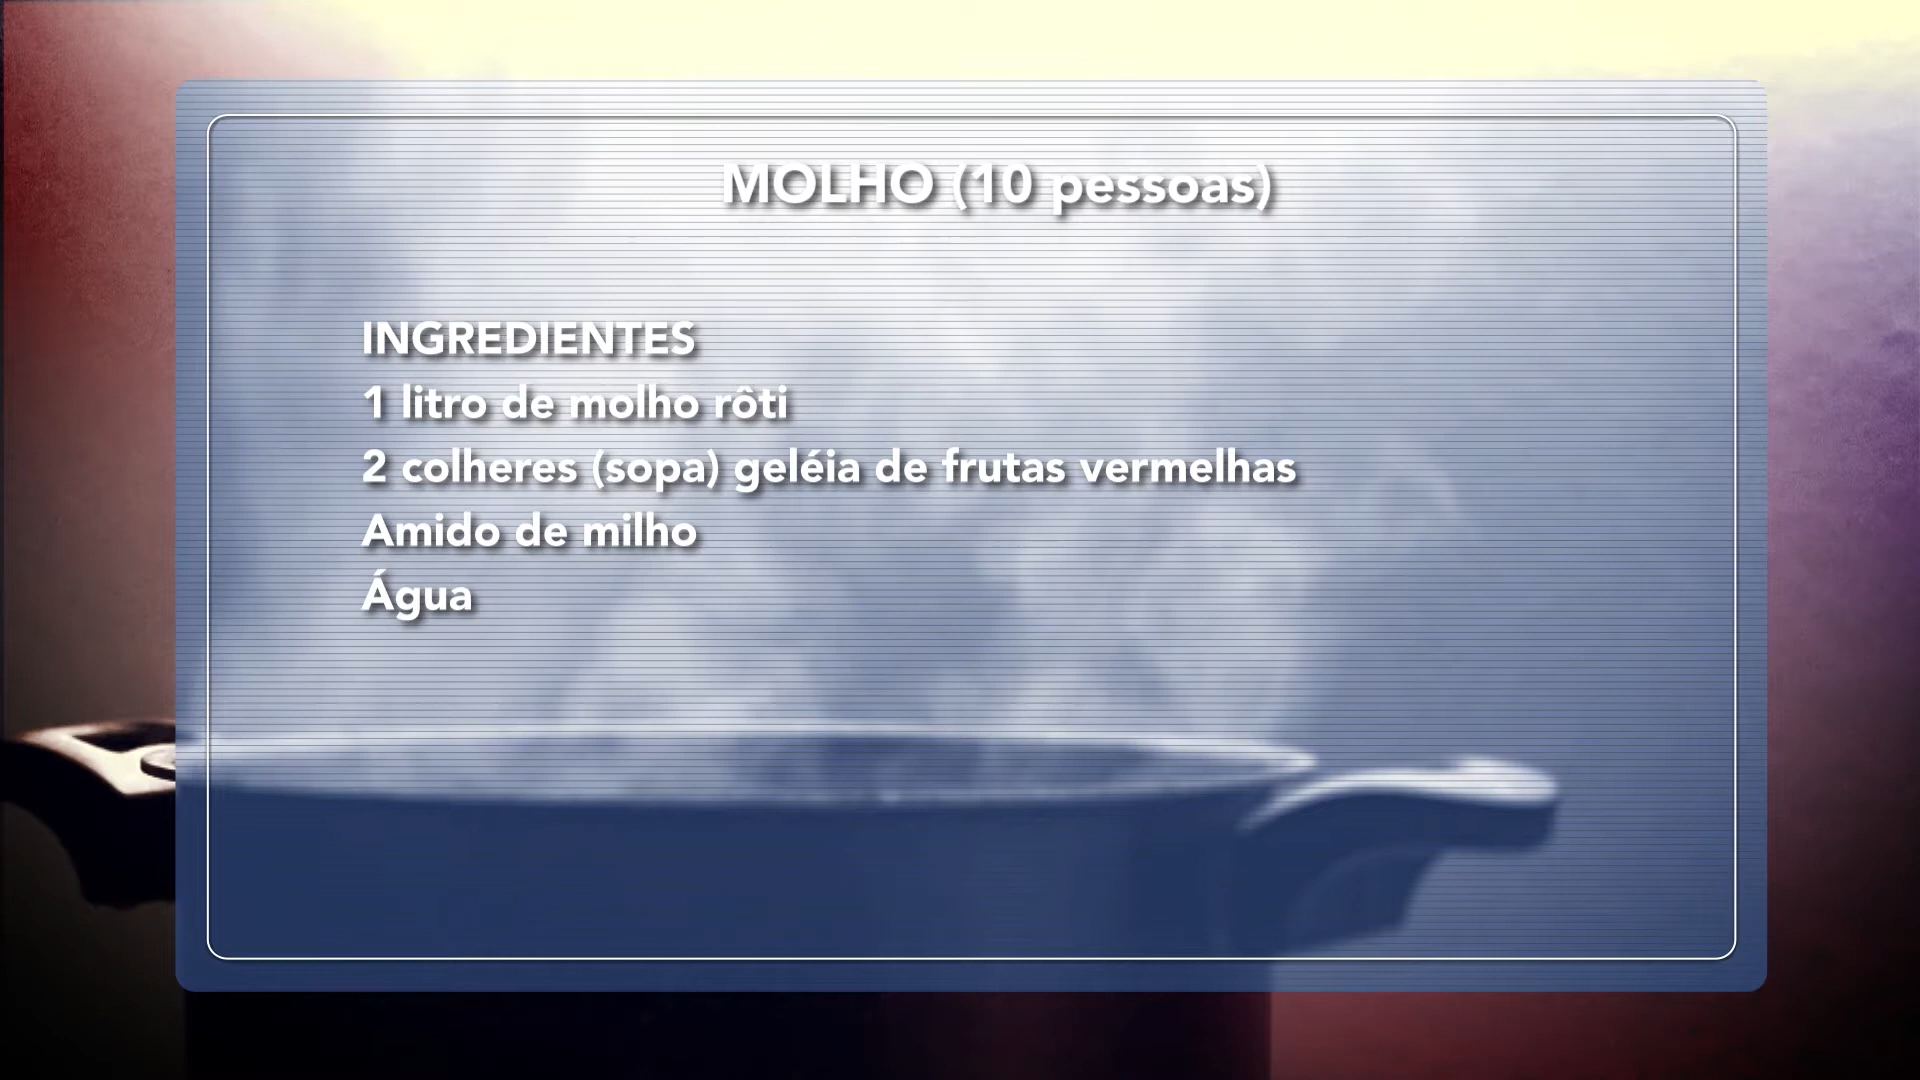 MOLHO (10 pessoas)
INGREDIENTES
1 litro de molho rôti
2 colheres (sopa) geléia de frutas vermelhas
Amido de milho
Água